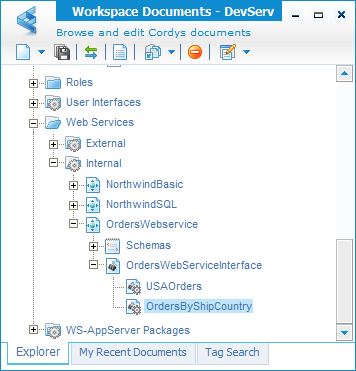 Workspace Documents - DevServ
Browse and edit Cordys documents
Roles
User Interfaces
Web Services
External
Internal
NorthwindBasic
NorthwindSQL
OrdersWebservice
Schemas
OrdersWebServiceInterface
USAOrders
OrdersByShipCountry
WS-AppServer Packages
Explorer My Recent Documents Tag Search